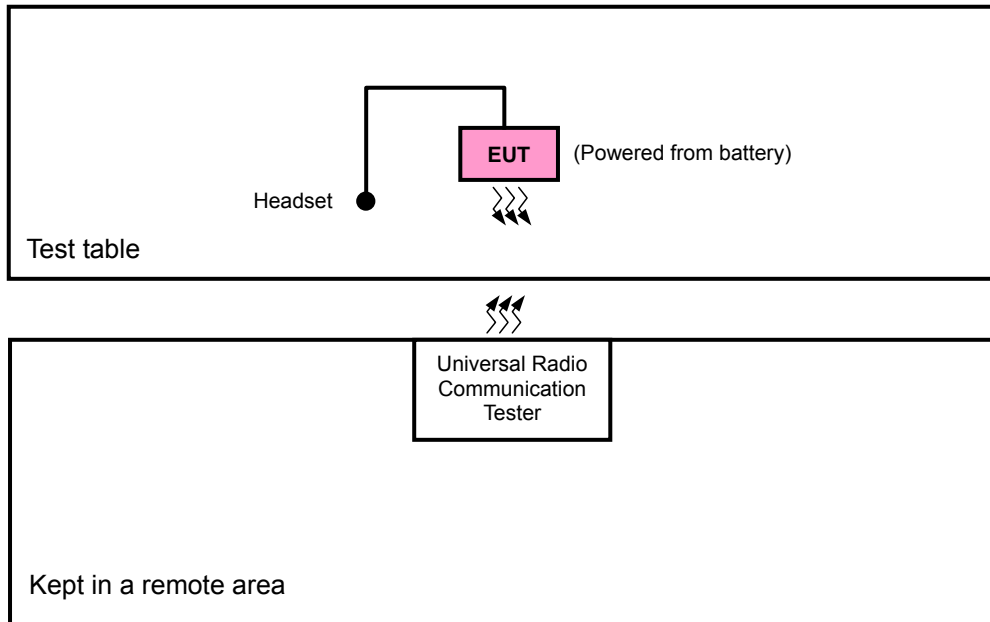 EUT
(Powered from battery)
Headset
Test table
Universal Radio
Communication
Tester
Kept in a remote area